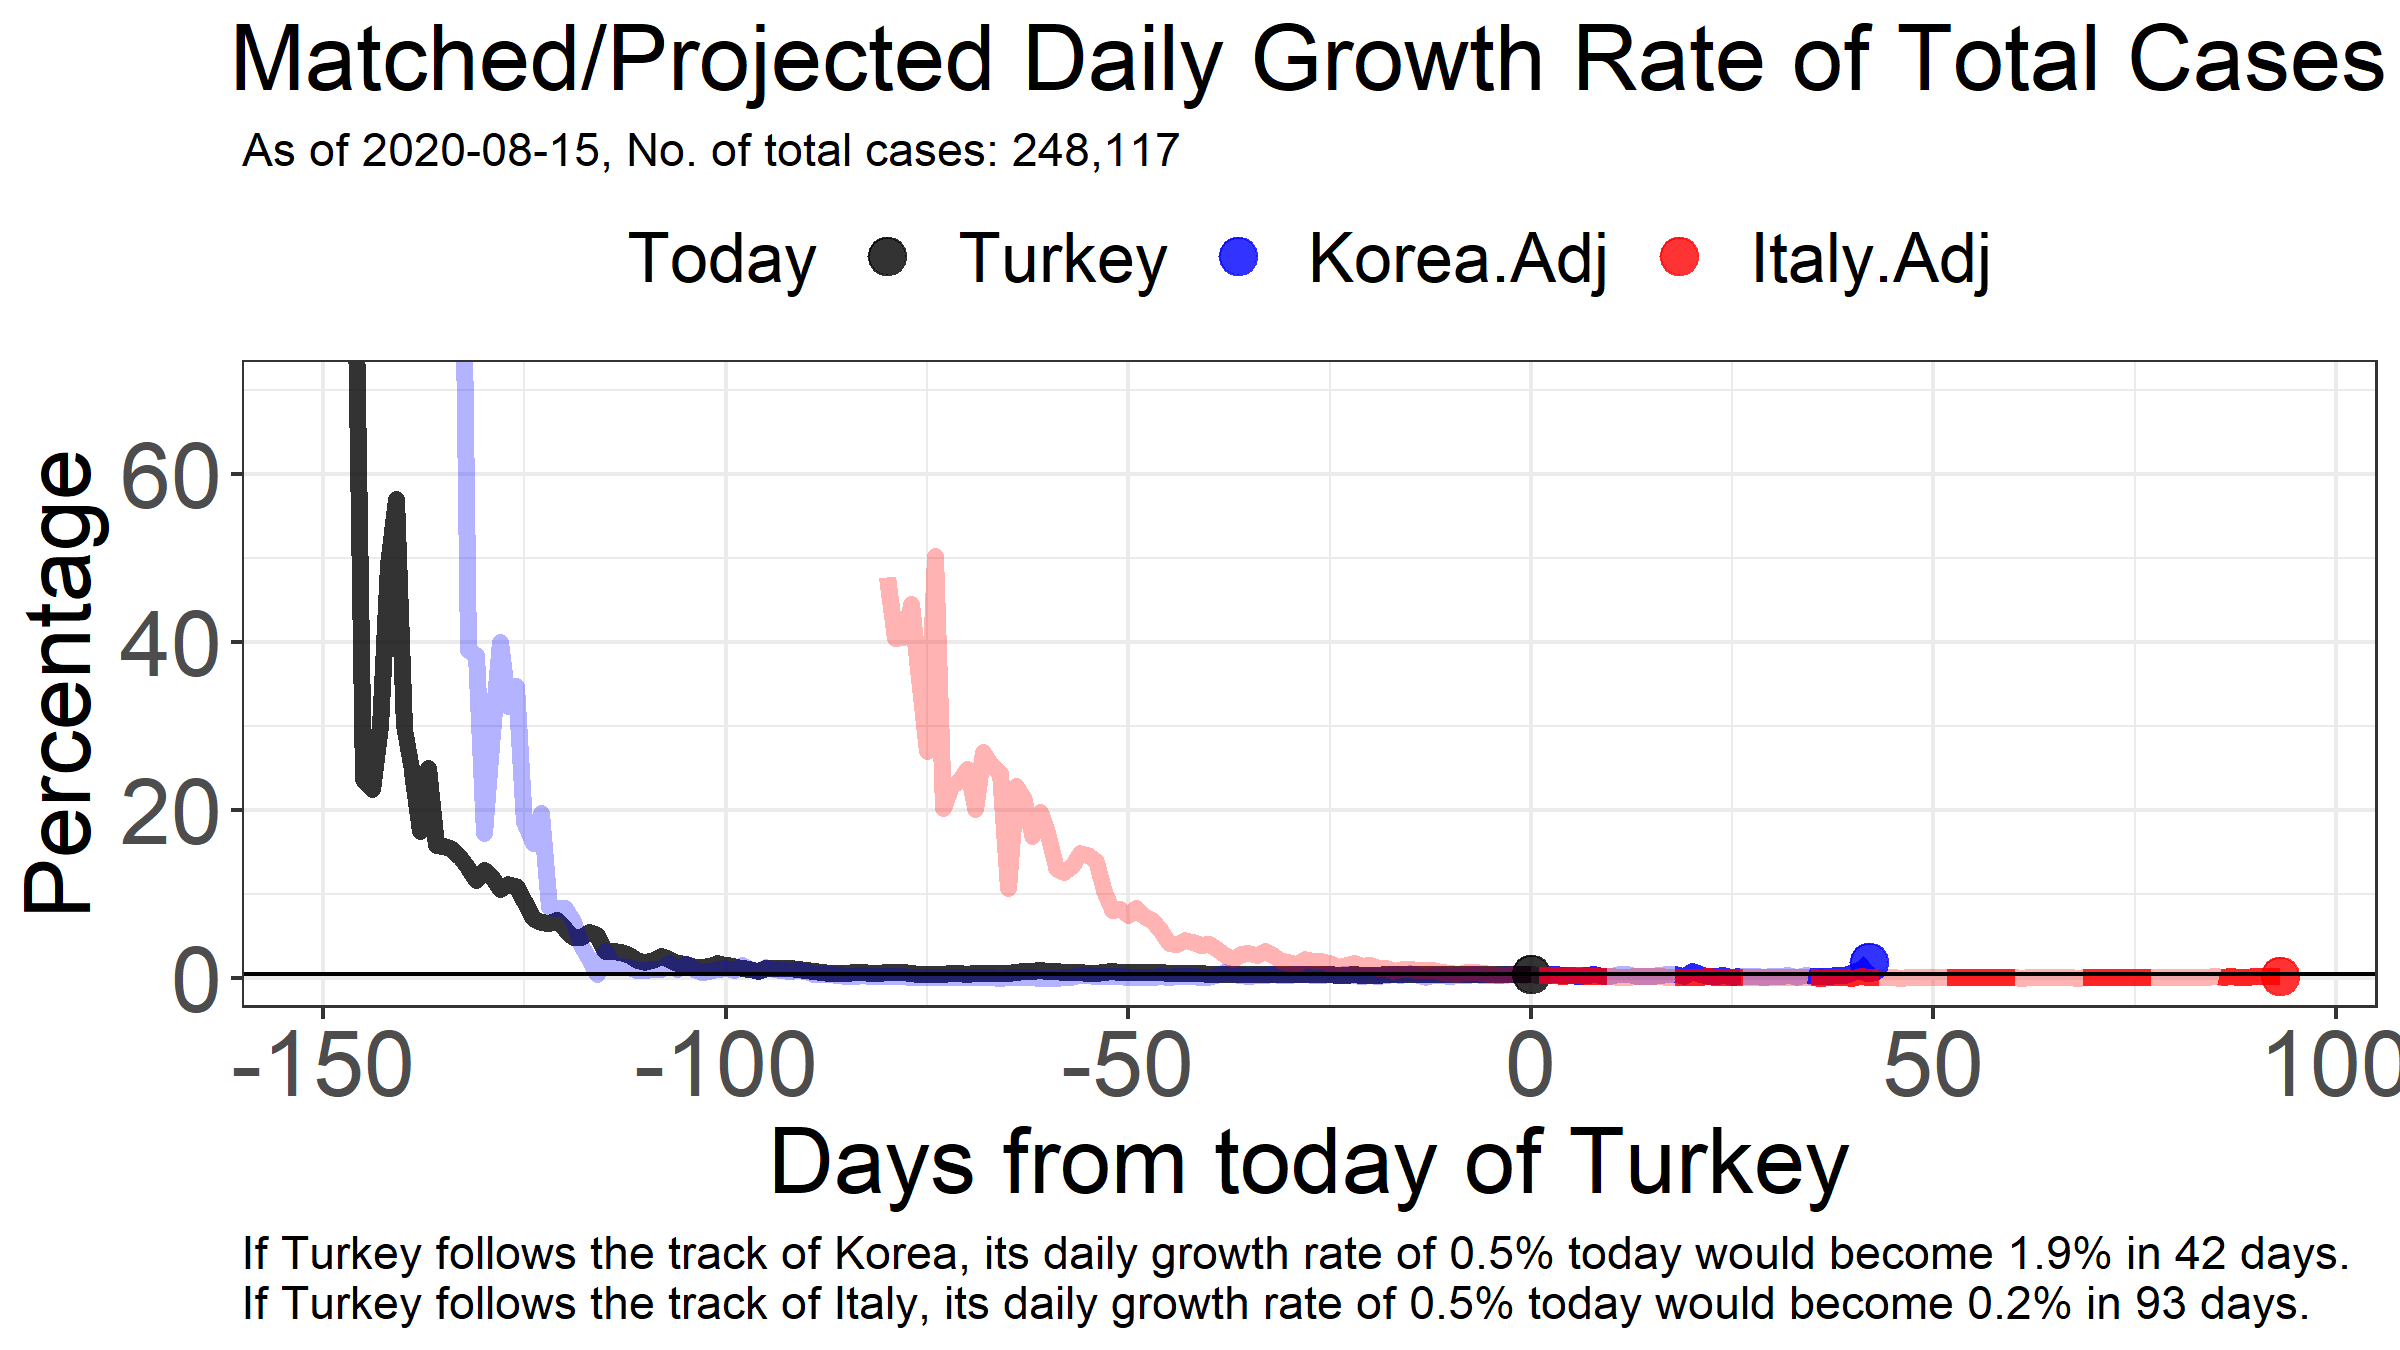 Matched/Projected Daily Growth Rate of Total Cases
As of 2020-08-15, No. of total cases: 248,117
Today Turkey Korea.Adj Italy.Adj
Percentage
60
40
20
0
-150 -100 -50 0 50 100
Days from today of Turkey
If Turkey follows the track of Korea, its daily growth rate of 0.5% today would become 1.9% in 42 days.
If Turkey follows the track of Italy, its daily growth rate of 0.5% today would become 0.2% in 93 days.